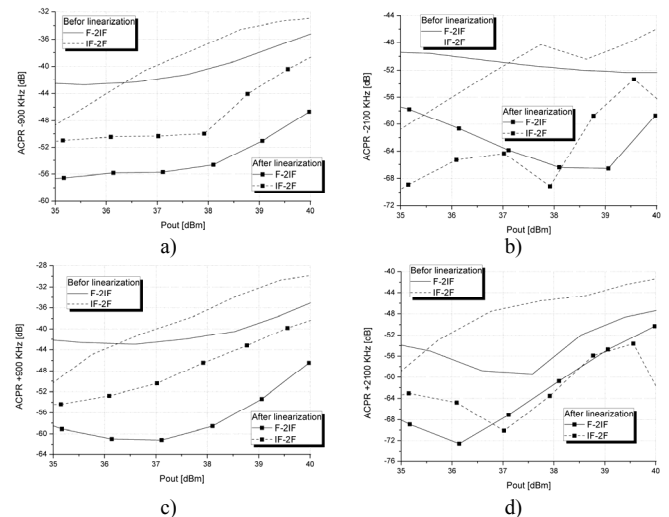 -32
-36
-40
-44
-48
-52
-56
-60
ACPR -900 KHz [dB]
Befor linearization
F-2IF
IF-2F
After linearization
F-2IF
IF-2F
35 36 37 38 39 40
Pout [dBm]
a)
-44
-48
-52
-56
-60
-64
-68
-72
ACPR -2100 KHz [dB]
Befor linearization
F-2IF
IF-2F
After linearization
F-2IF
IF-2F
35 36 37 38 39 40
Pout [dBm]
b)
-28
-32
-36
-40
-44
-48
-52
-56
-60
-64
ACPR +900 KHz [dB]
Befor linearization
F-2IF
IF-2F
After linearization
F-2IF
IF-2F
35 36 37 38 39 40
Pout [dBm]
c)
-40
-44
-48
-52
-56
-60
-64
-68
-72
-76
ACPR +2100 KHz [dB]
Befor linearization
F-2IF
IF-2F
After linearization
F-2IF
IF-2F
35 36 37 38 39 40
Pout [dBm]
d)